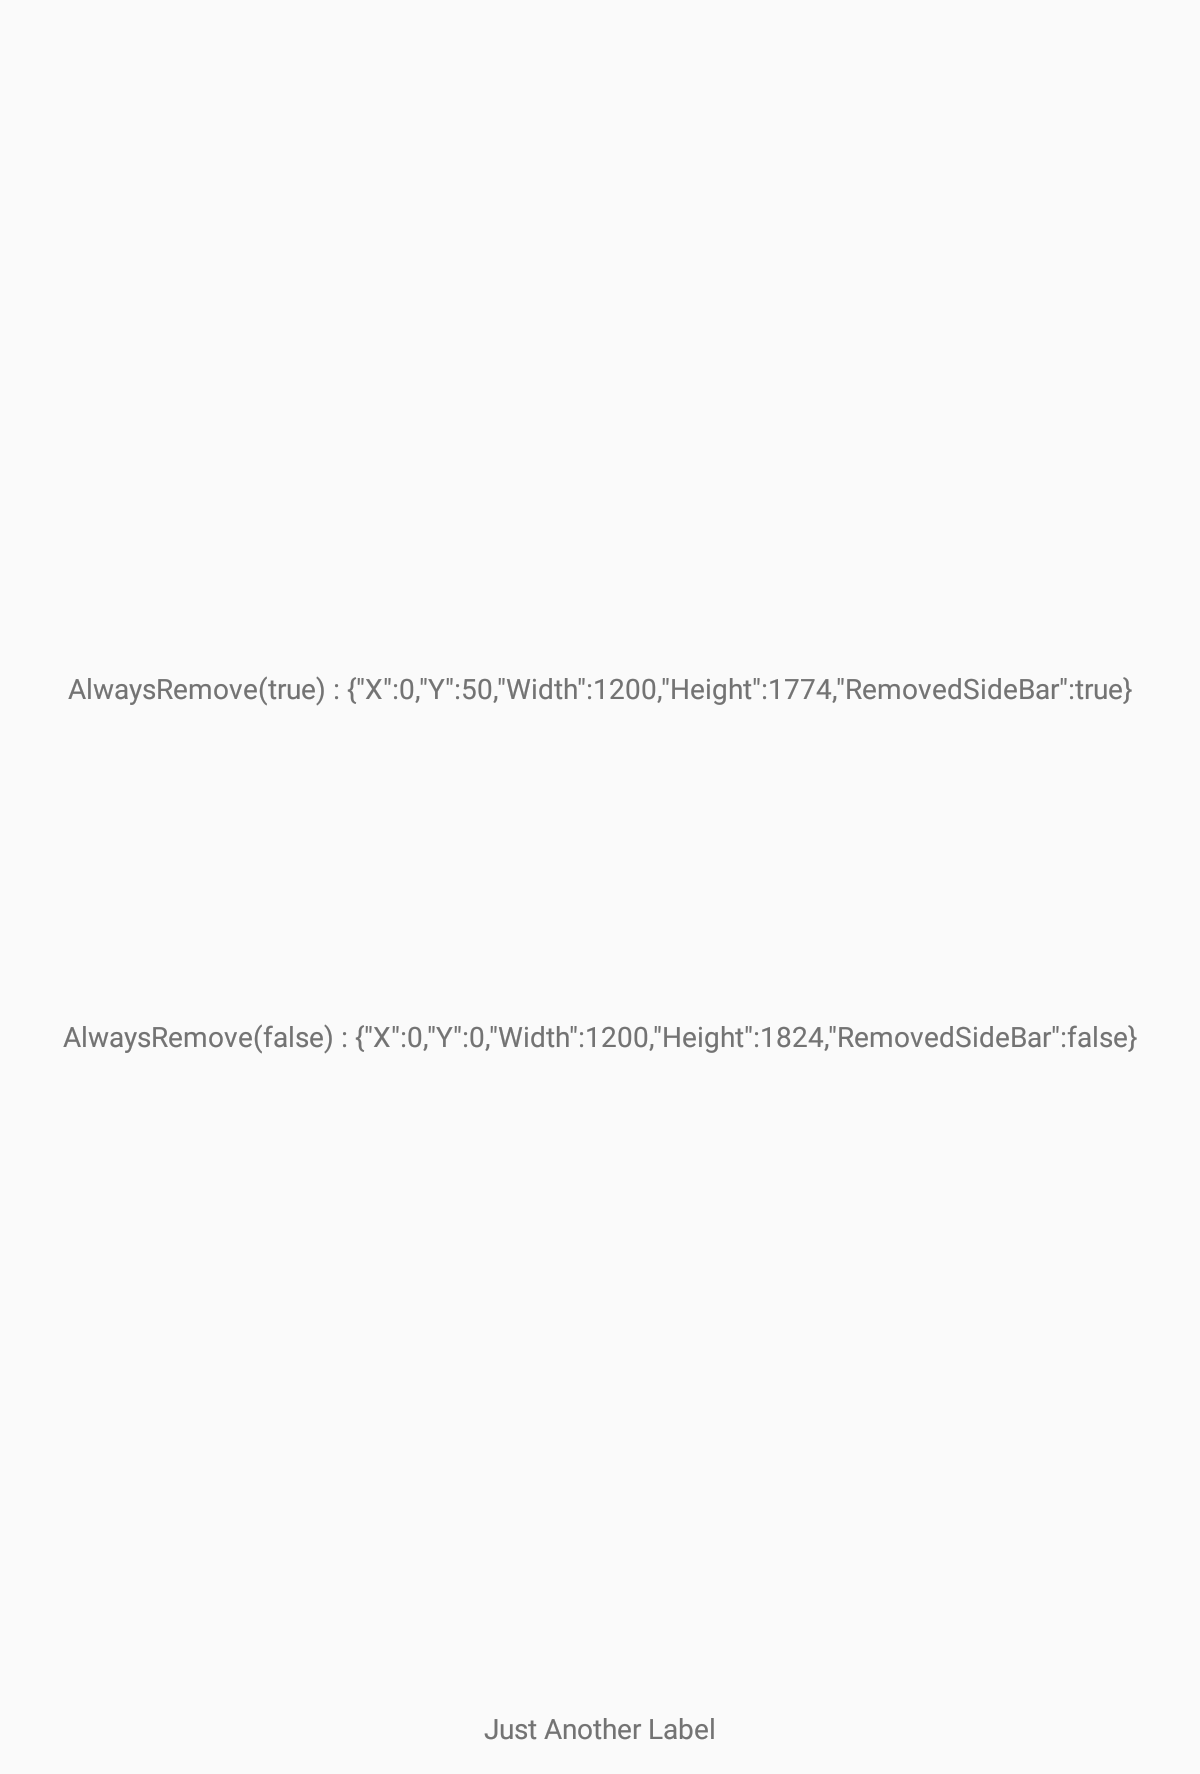 AlwaysRemove(true) : {"X":0,"Y":50,"Width":1200,"Height":1774,"RemovedSideBar":true}
AlwaysRemove(false) : {"X":0,"Y":0,"Width":1200,"Height":1824,"RemovedSideBar":false}
Just Another Label